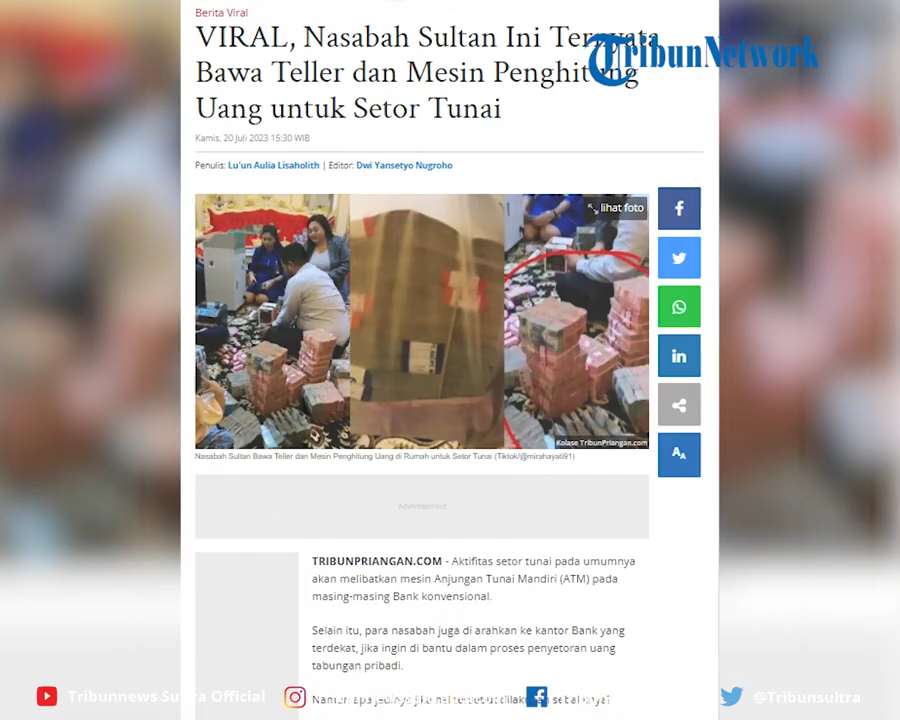 Berita Viral
VIRAL, Nasabah Sultan Ini Ternyata
TribunNetwork
Bawa Teller dan Mesin Penghitung
Uang untuk Setor Tunai
Kamis, 20 Juli 2023 15:30 WIB
Penulis: Lu'un Aulia Lisaholith | Editor: Dwi Yansetyo Nugroho
lihat foto
Kolase TribunPriangan.com
Nasabah Sultan Bawa Teller dan Mesin Penghitung Uang di Rumah untuk Setor Tunai (Tiktok/@mirahayati91)
Advertisement
TRIBUNPRIANGAN.COM - Aktifitas setor tunai pada umumnya
akan melibatkan mesin Anjungan Tunai Mandiri (ATM) pada
masing-masing Bank konvensional.
Selain itu, para nasabah juga di arahkan ke kantor Bank yang
terdekat, jika ingin di bantu dalam proses penyetoran uang
tabungan pribadi.
Tribunnews Sultra Official
@Tribunsultra